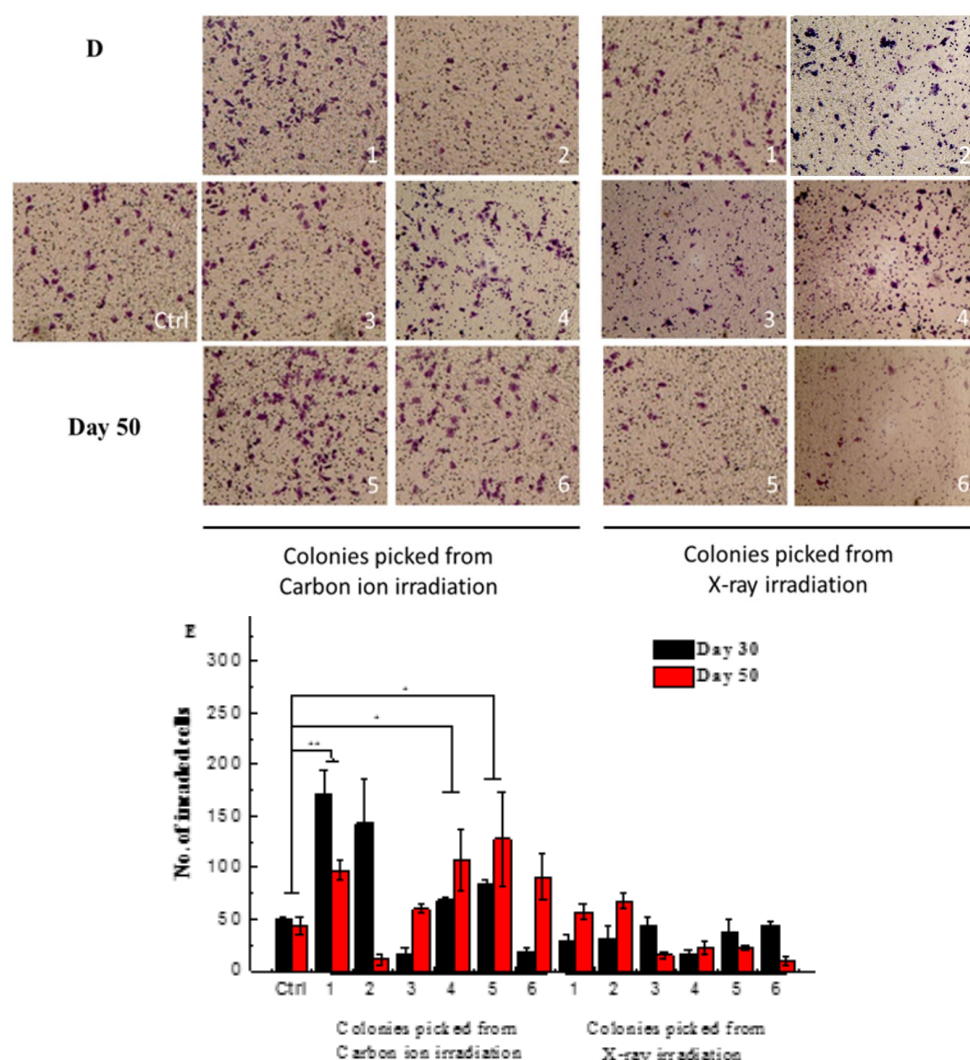 D
1
2
1
2
Ctrl
3
4
3
4
Day 50
5
6
5
6
Colonies picked from
Carbon ion irradiation
Colonies picked from
X-ray irradiation
E
Day 30
Day 50
300
250
200
150
100
50
0
*
*
**
No. of invaded cells
Ctrl 1 2 3 4 5 6 1 2 3 4 5 6
Colonies picked from
Carbon ion irradiation
Colonies picked from
X-ray irradiation